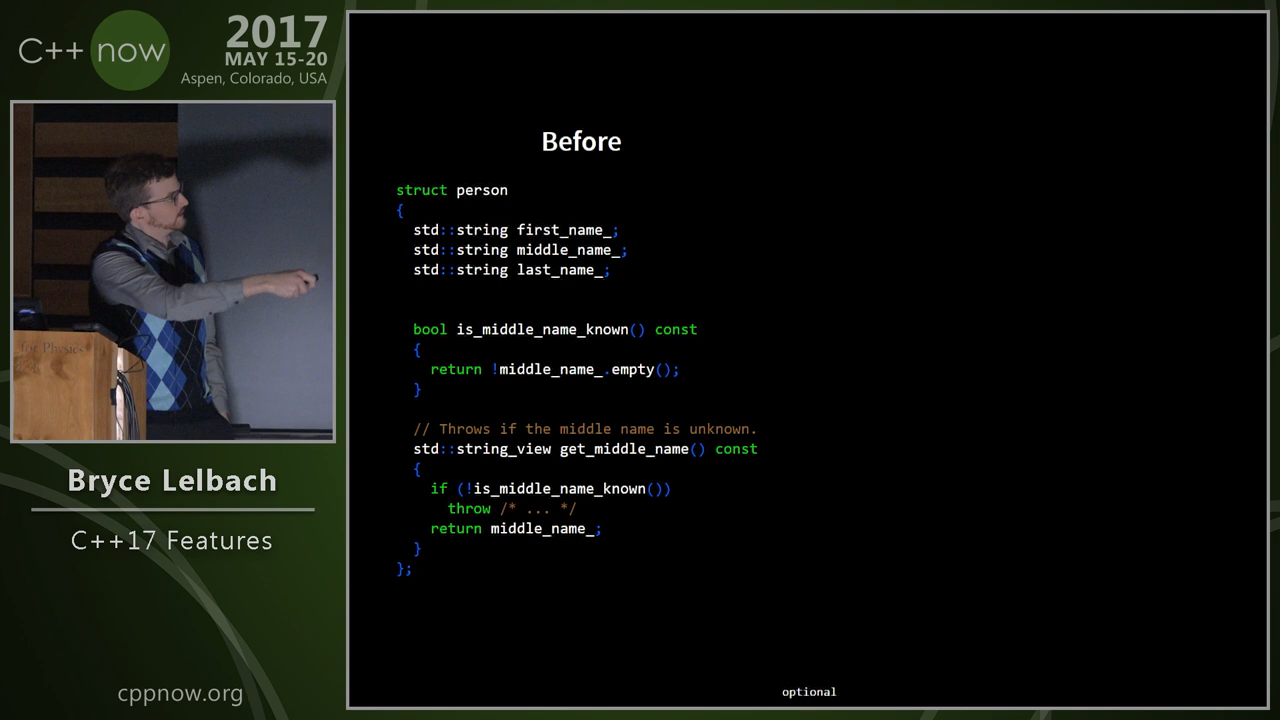 C++ now
2017
MAY 15-20
Aspen, Colorado, USA
for Physics
Bryce Lelbach
C++17 Features
cppnow.org
Before
struct person
{
  std::string first_name_;
  std::string middle_name_;
  std::string last_name_;
  bool is_middle_name_known() const
  {
    return !middle_name_.empty();
  }
  // Throws if the middle name is unknown.
  std::string_view get_middle_name() const
  {
    if (!is_middle_name_known())
      throw /* ... */
    return middle_name_;
  }
};
optional